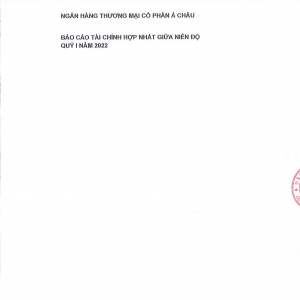 NGÂN HÀNG THƯƠNG MẠI CỔ PHẦN Á CHÂU
BÁO CÁO TÀI CHÍNH HỢP NHẤT GIỮA NIÊN ĐỘ
QUÝ I NĂM 2022